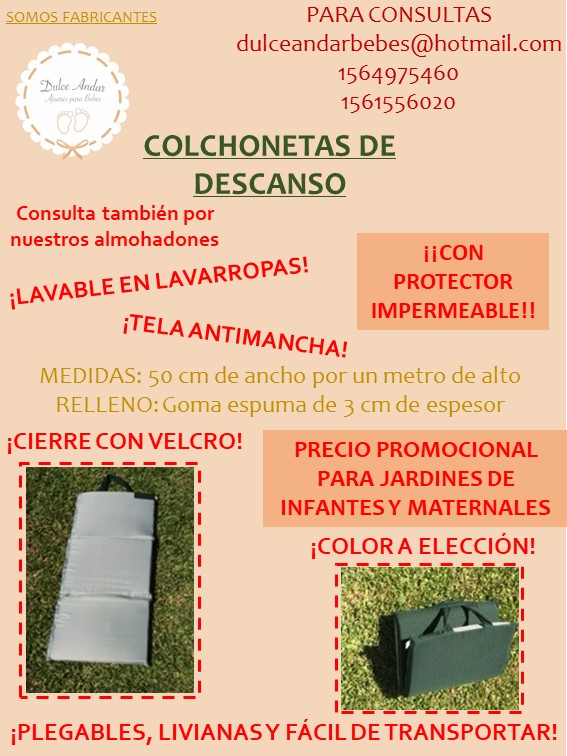 SOMOS FABRICANTES
PARA CONSULTAS
dulceandarbebes@hotmail.com
1564975460
1561556020
Dulce Andar
Ajuares para Bebés
COLCHONETAS DE
DESCANSO
Consulta también por
nuestros almohadones
¡LAVABLE EN LAVARROPAS!
¡TELA ANTIMANCHA!
¡¡CON
PROTECTOR
IMPERMEABLE!!
MEDIDAS: 50 cm de ancho por un metro de alto
RELLENO: Goma espuma de 3 cm de espesor
¡CIERRE CON VELCRO!
PRECIO PROMOCIONAL
PARA JARDINES DE
INFANTES Y MATERNALES
¡COLOR A ELECCIÓN!
¡PLEGABLES, LIVIANAS Y FÁCIL DE TRANSPORTAR!